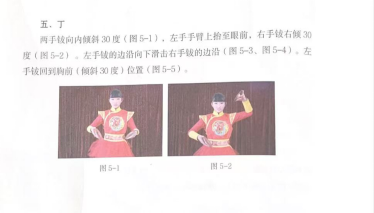 五、丁
两手钹向内倾斜30度（图5-1），左手手臂上抬至眼前，右手钹右倾30
度（图5-2）。左手钹的边沿向下滑击右手钹的边沿（图5-3、图5-4）。左
手钹回到胸前（倾斜30度）位置（图5-5）。
图5-1
图5-2